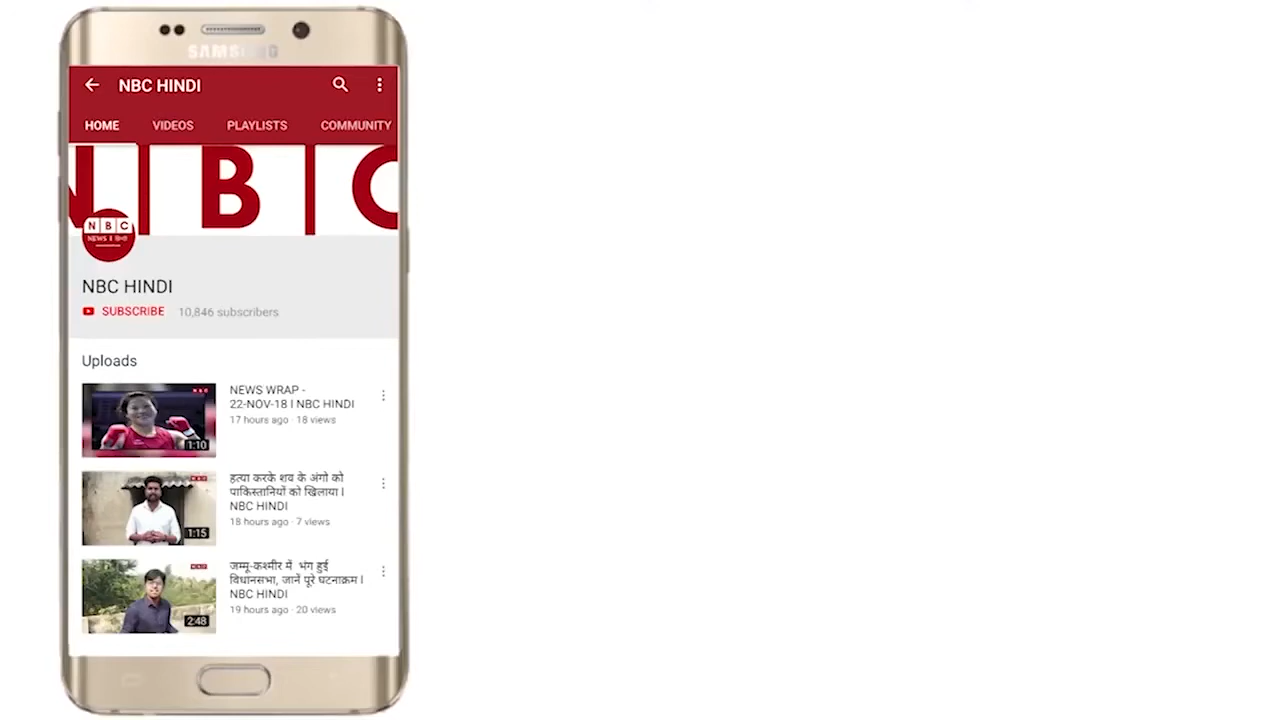 SAMSUNG
NBC HINDI
HOME VIDEOS PLAYLISTS COMMUNITY
N B C
N B C
NEWS हिन्दी
NBC HINDI
SUBSCRIBE 10,846 subscribers
Uploads
NEWS WRAP -
22-NOV-18 I NBC HINDI
17 hours ago · 18 views
1:10
हत्या करके शव के अंगो को
पाकिस्तानियों को खिलाया I
NBC HINDI
18 hours ago · 7 views
1:15
जम्मू-कश्मीर में भंग हुई
विधानसभा, जानें पूरे घटनाक्रम I
NBC HINDI
19 hours ago · 20 views
2:48